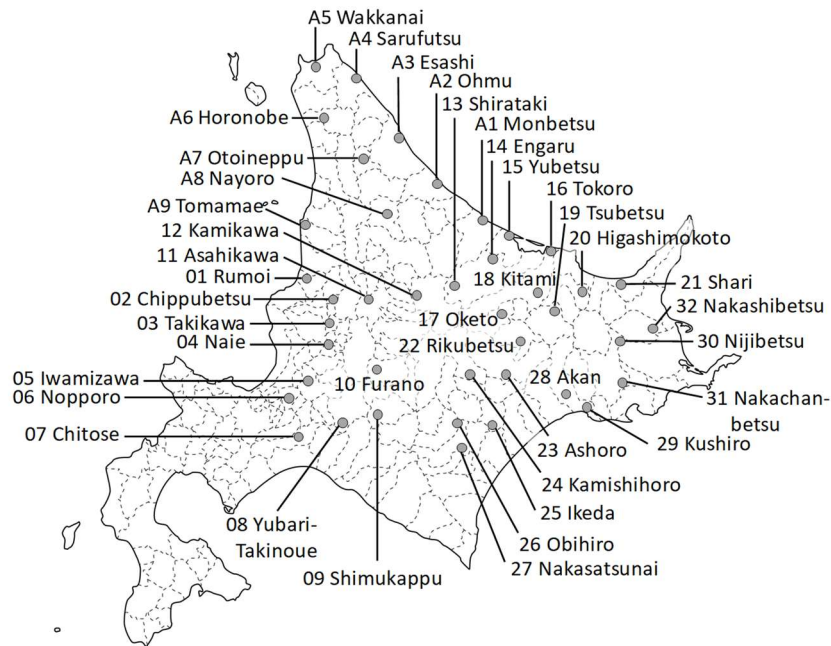 A5 Wakkanai
A4 Sarufutsu
A3 Esashi
A2 Ohmu
13 Shirataki
A1 Monbetsu
14 Engaru
15 Yubetsu
16 Tokoro
19 Tsubetsu
20 Higashimokoto
A6 Horonobe
A7 Otoineppu
A8 Nayoro
A9 Tomamae
12 Kamikawa
11 Asahikawa
01 Rumoi
02 Chippubetsu
03 Takikawa
04 Naie
18 Kitami
17 Oketo
22 Rikubetsu
21 Shari
32 Nakashibetsu
30 Nijibetsu
05 Iwamizawa
06 Nopporo
07 Chitose
10 Furano
28 Akan
31 Nakachan-
betsu
29 Kushiro
23 Ashoro
24 Kamishihoro
25 Ikeda
26 Obihiro
27 Nakasatsunai
08 Yubari-
Takinoue
09 Shimukappu